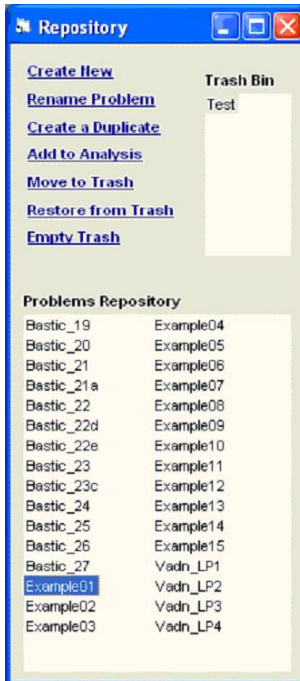 Repository
Create New
Rename Problem
Create a Duplicate
Add to Analysis
Move to Trash
Restore from Trash
Empty Trash
Trash Bin
Test
Problems Repository
Bastic_19
Bastic_20
Bastic_21
Bastic_21a
Bastic_22
Bastic_22d
Bastic_22e
Bastic_23
Bastic_23c
Bastic_24
Bastic_25
Bastic_26
Bastic_27
Example01
Example02
Example03
Example04
Example05
Example06
Example07
Example08
Example09
Example10
Example11
Example12
Example13
Example14
Example15
Vadn_LP1
Vadn_LP2
Vadn_LP3
Vadn_LP4